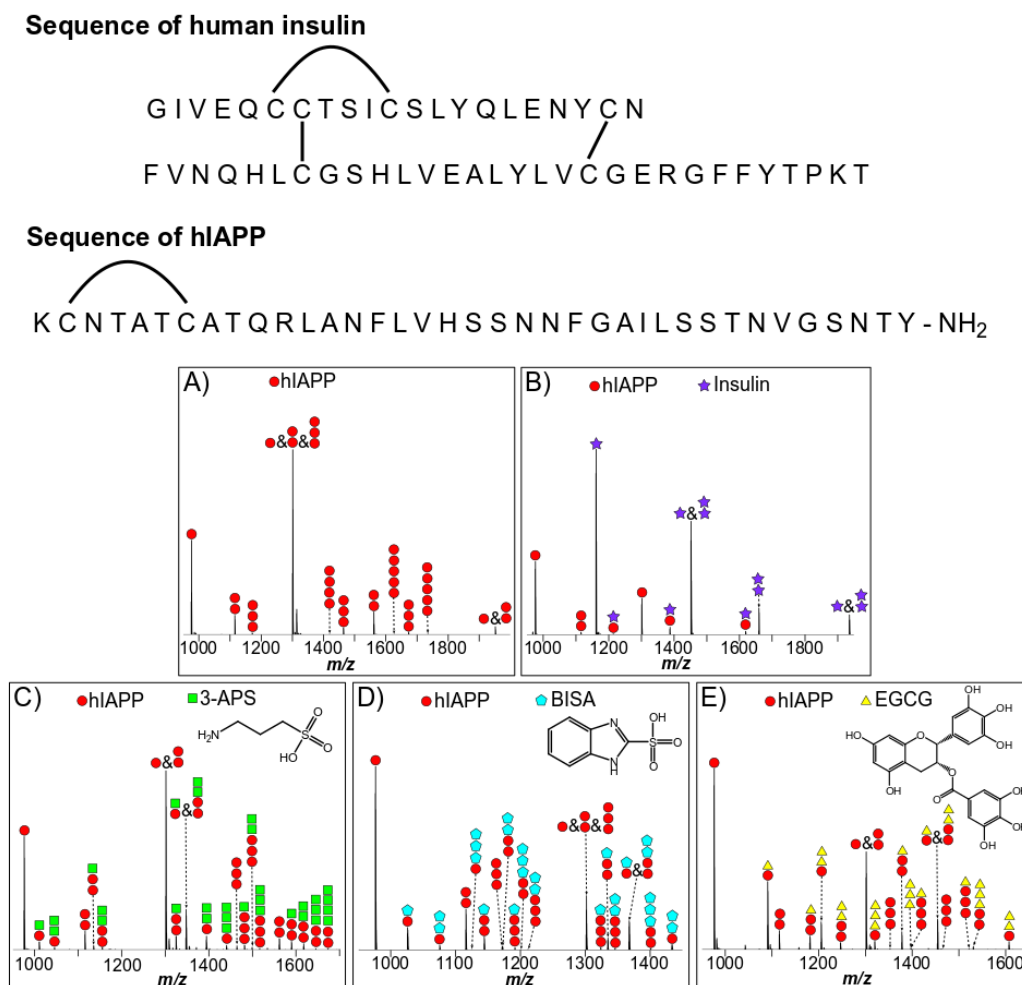 Sequence of human insulin
G I V E Q C C T S I C S L Y Q L E N Y C N
F V N Q H L C G S H L V E A L Y L V C G E R G F F Y T P K T
Sequence of hIAPP
K C N T A T C A T Q R L A N F L V H S S N N F G A I L S S T N V G S N T Y - NH2
A) hIAPP
& &
1000 1200 1400 1600 1800
m/z
B) hIAPP Insulin
&
&
1000 1200 1400 1600 1800
m/z
C) hIAPP 3-APS
H2N
S
O
O
HO
&
&
1000 1200 1400 1600
m/z
D) hIAPP BISA
N
N
H
S
OH
O
O
& &
&
1000 1100 1200 1300 1400
m/z
E) hIAPP EGCG
OH
OH
OH
HO
O
OH
O
O
OH
OH
OH
&
&
1000 1200 1400 1600
m/z